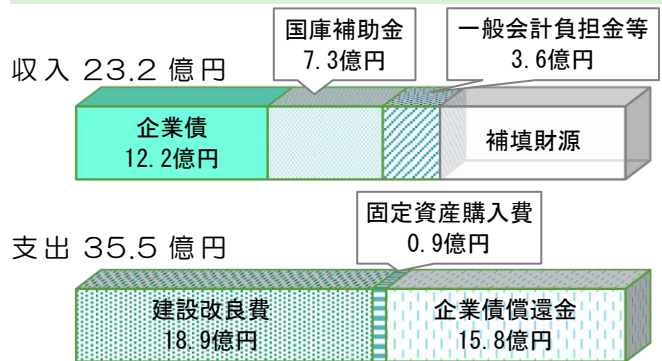 国庫補助金
7.3億円
一般会計負担金等
3.6億円
収入 23.2 億円
企業債
12.2億円
補填財源
固定資産購入費
0.9億円
支出 35.5 億円
建設改良費
18.9億円
企業債償還金
15.8億円